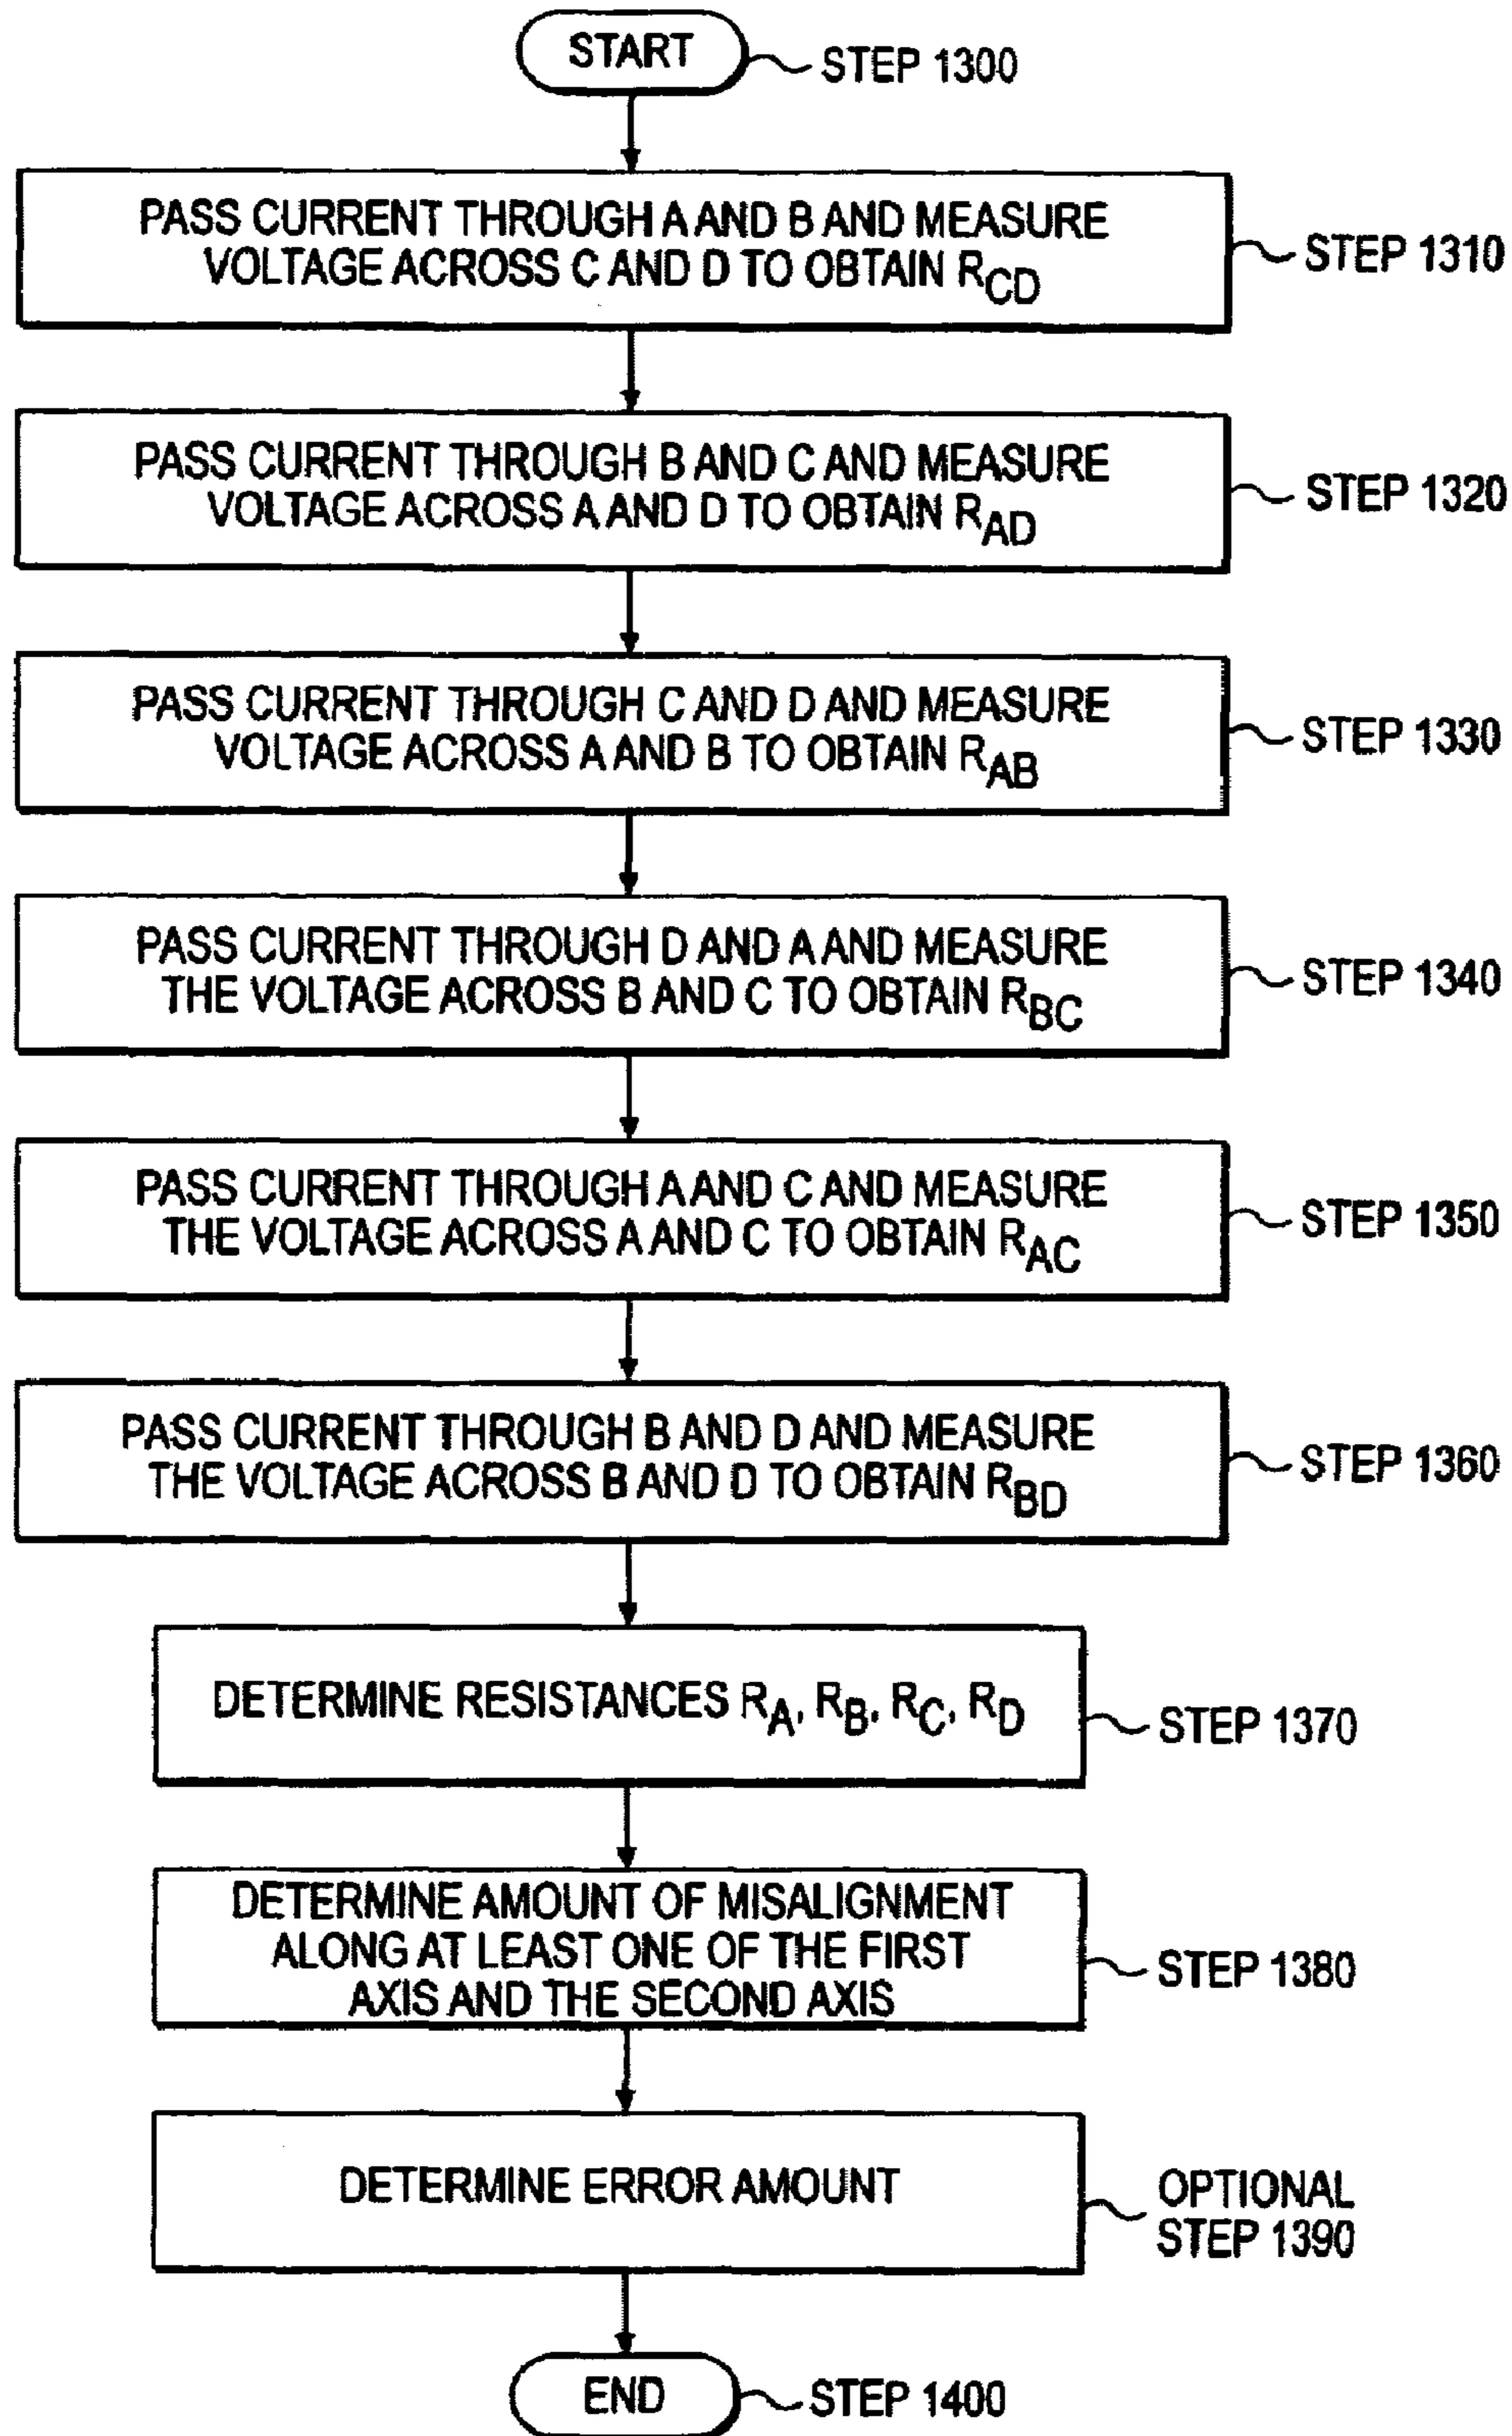 START
STEP 1300
PASS CURRENT THROUGH A AND B AND MEASURE
VOLTAGE ACROSS C AND D TO OBTAIN RCD
STEP 1310
PASS CURRENT THROUGH B AND C AND MEASURE
VOLTAGE ACROSS A AND D TO OBTAIN RAD
STEP 1320
PASS CURRENT THROUGH C AND D AND MEASURE
VOLTAGE ACROSS A AND B TO OBTAIN RAB
STEP 1330
PASS CURRENT THROUGH D AND A AND MEASURE
THE VOLTAGE ACROSS B AND C TO OBTAIN RBC
STEP 1340
PASS CURRENT THROUGH A AND C AND MEASURE
THE VOLTAGE ACROSS A AND C TO OBTAIN RAC
STEP 1350
PASS CURRENT THROUGH B AND D AND MEASURE
THE VOLTAGE ACROSS B AND D TO OBTAIN RBD
STEP 1360
DETERMINE RESISTANCES RA, RB, RC, RD
STEP 1370
DETERMINE AMOUNT OF MISALIGNMENT
ALONG AT LEAST ONE OF THE FIRST
AXIS AND THE SECOND AXIS
STEP 1380
DETERMINE ERROR AMOUNT
OPTIONAL
STEP 1390
END
STEP 1400